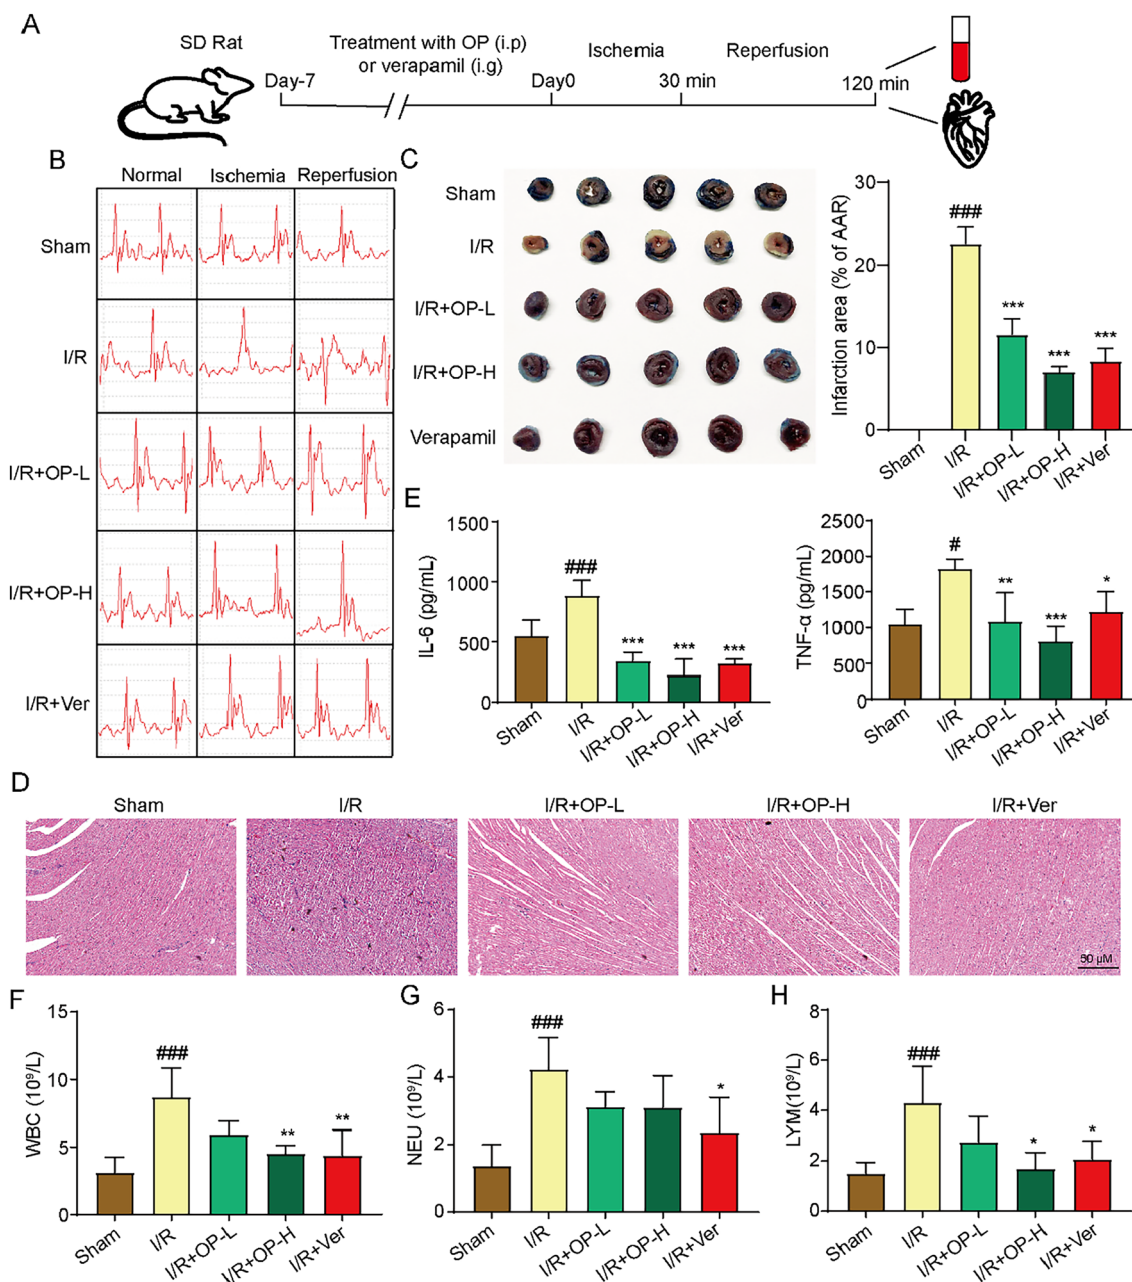 A
SD Rat
Treatment with OP (i.p)
or verapamil (i.g)
Ischemia
Reperfusion
Day-7
Day0
30 min
120 min
B
Normal
Ischemia
Reperfusion
Sham
I/R
I/R+OP-L
I/R+OP-H
I/R+Ver
C
Sham
I/R
I/R+OP-L
I/R+OP-H
Verapamil
Infarction area (% of AAR)
30
20
10
0
###
***
***
***
Sham
I/R
I/R+OP-L
I/R+OP-H
I/R+Ver
E
IL-6 (pg/mL)
1500
1000
500
0
###
***
***
***
Sham
I/R
I/R+OP-L
I/R+OP-H
I/R+Ver
TNF-α (pg/mL)
2500
2000
1500
1000
500
0
#
**
***
*
Sham
I/R
I/R+OP-L
I/R+OP-H
I/R+Ver
D
Sham
I/R
I/R+OP-L
I/R+OP-H
I/R+Ver
50 μM
F
WBC (10⁹/L)
15
10
5
0
###
**
**
Sham
I/R
I/R+OP-L
I/R+OP-H
I/R+Ver
G
NEU (10⁹/L)
6
4
2
0
###
*
Sham
I/R
I/R+OP-L
I/R+OP-H
I/R+Ver
H
LYM(10⁹/L)
8
6
4
2
0
###
*
*
Sham
I/R
I/R+OP-L
I/R+OP-H
I/R+Ver